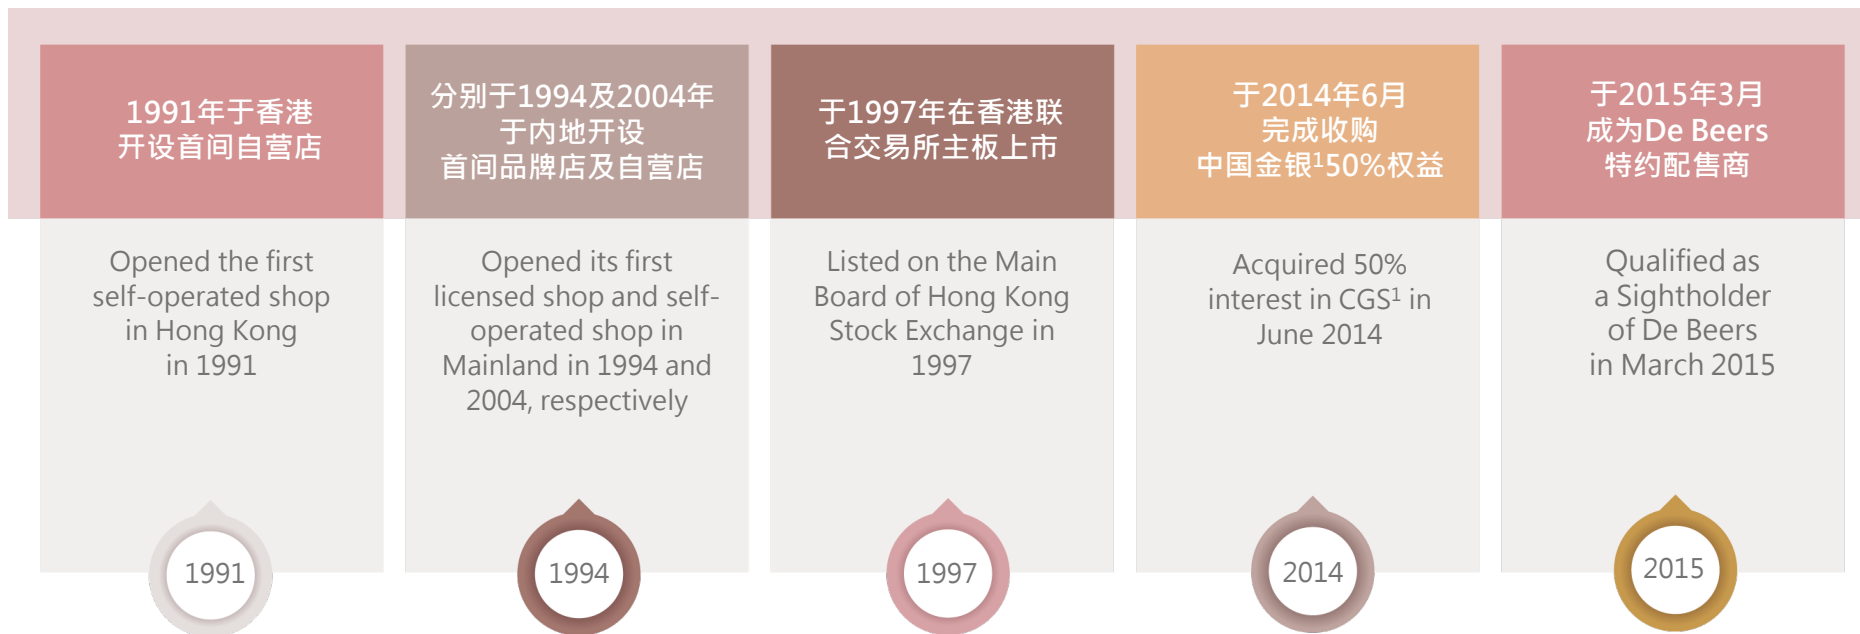 1991年于香港
开设首间自营店
分别于1994及2004年
于内地开设
首间品牌店及自营店
于1997年在香港联
合交易所主板上市
于2014年6月
完成收购
中国金银¹50%权益
于2015年3月
成为De Beers
特约配售商
Opened the first
self-operated shop
in Hong Kong
in 1991
Opened its first
licensed shop and self-
operated shop in
Mainland in 1994 and
2004, respectively
Listed on the Main
Board of Hong Kong
Stock Exchange in
1997
Acquired 50%
interest in CGS¹ in
June 2014
Qualified as
a Sightholder
of De Beers
in March 2015
1991
1994
1997
2014
2015